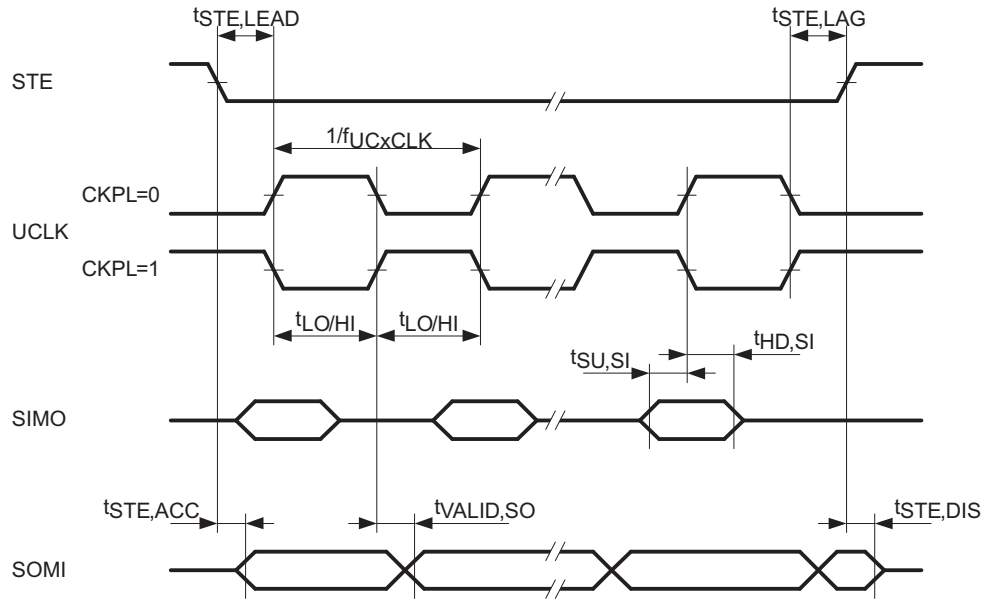 tSTE,LEAD
tSTE,LAG
STE
1/fUCxCLK
CKPL=0
UCLK
CKPL=1
tLO/HI
tLO/HI
tSU,SI
tHD,SI
SIMO
tSTE,ACC
tVALID,SO
tSTE,DIS
SOMI